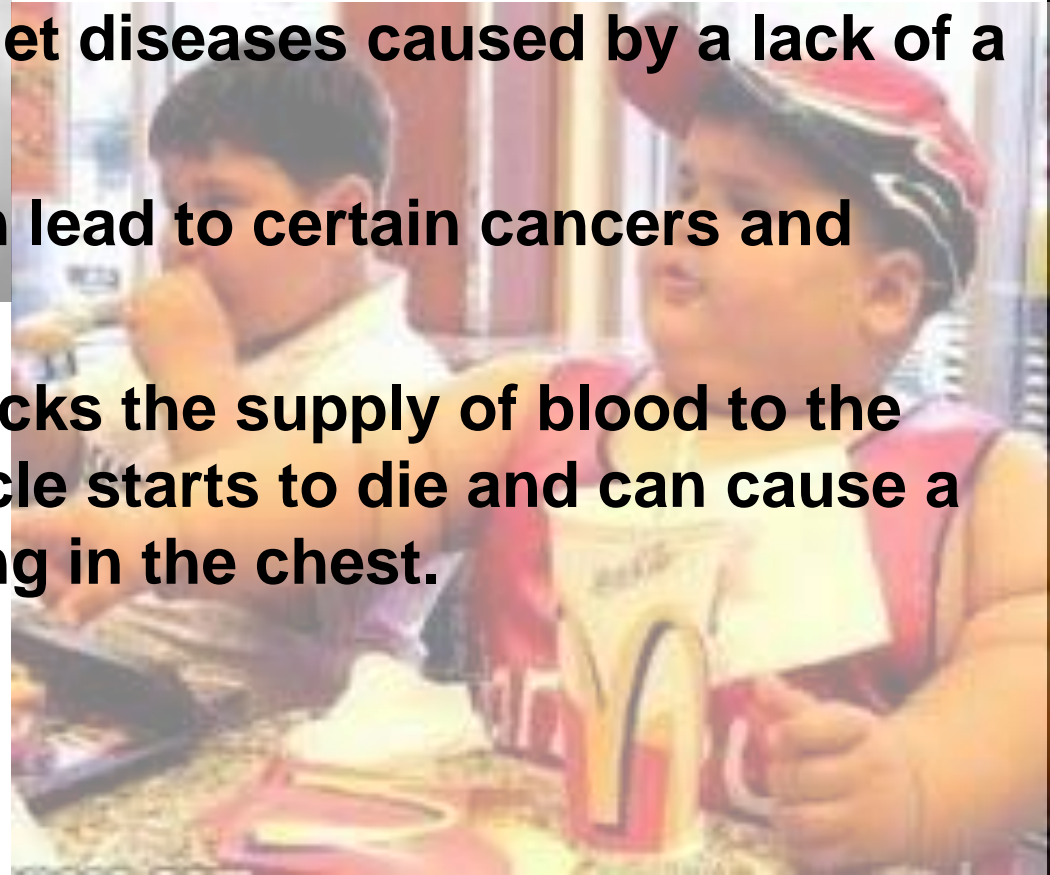 et diseases caused by a lack of a
lead to certain cancers and
cks the supply of blood to the
cle starts to die and can cause a
ng in the chest.